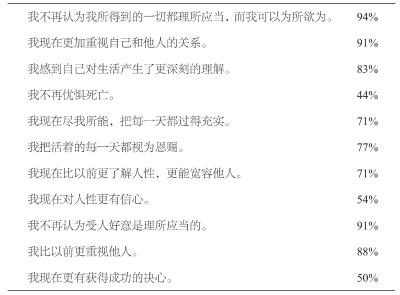 我不再认为我所得到的一切都理所应当，而我可以为所欲为。 94%
我现在更加重视自己和他人的关系。 91%
我感到自己对生活产生了更深刻的理解。 83%
我不再忧惧死亡。 44%
我现在尽我所能，把每一天都过得充实。 71%
我把活着的每一天都视为恩赐。 77%
我现在比以前更了解人性，更能宽容他人。 71%
我现在对人性更有信心。 54%
我不再认为受人好意是理所应当的。 91%
我比以前更重视他人。 88%
我现在更有获得成功的决心。 50%